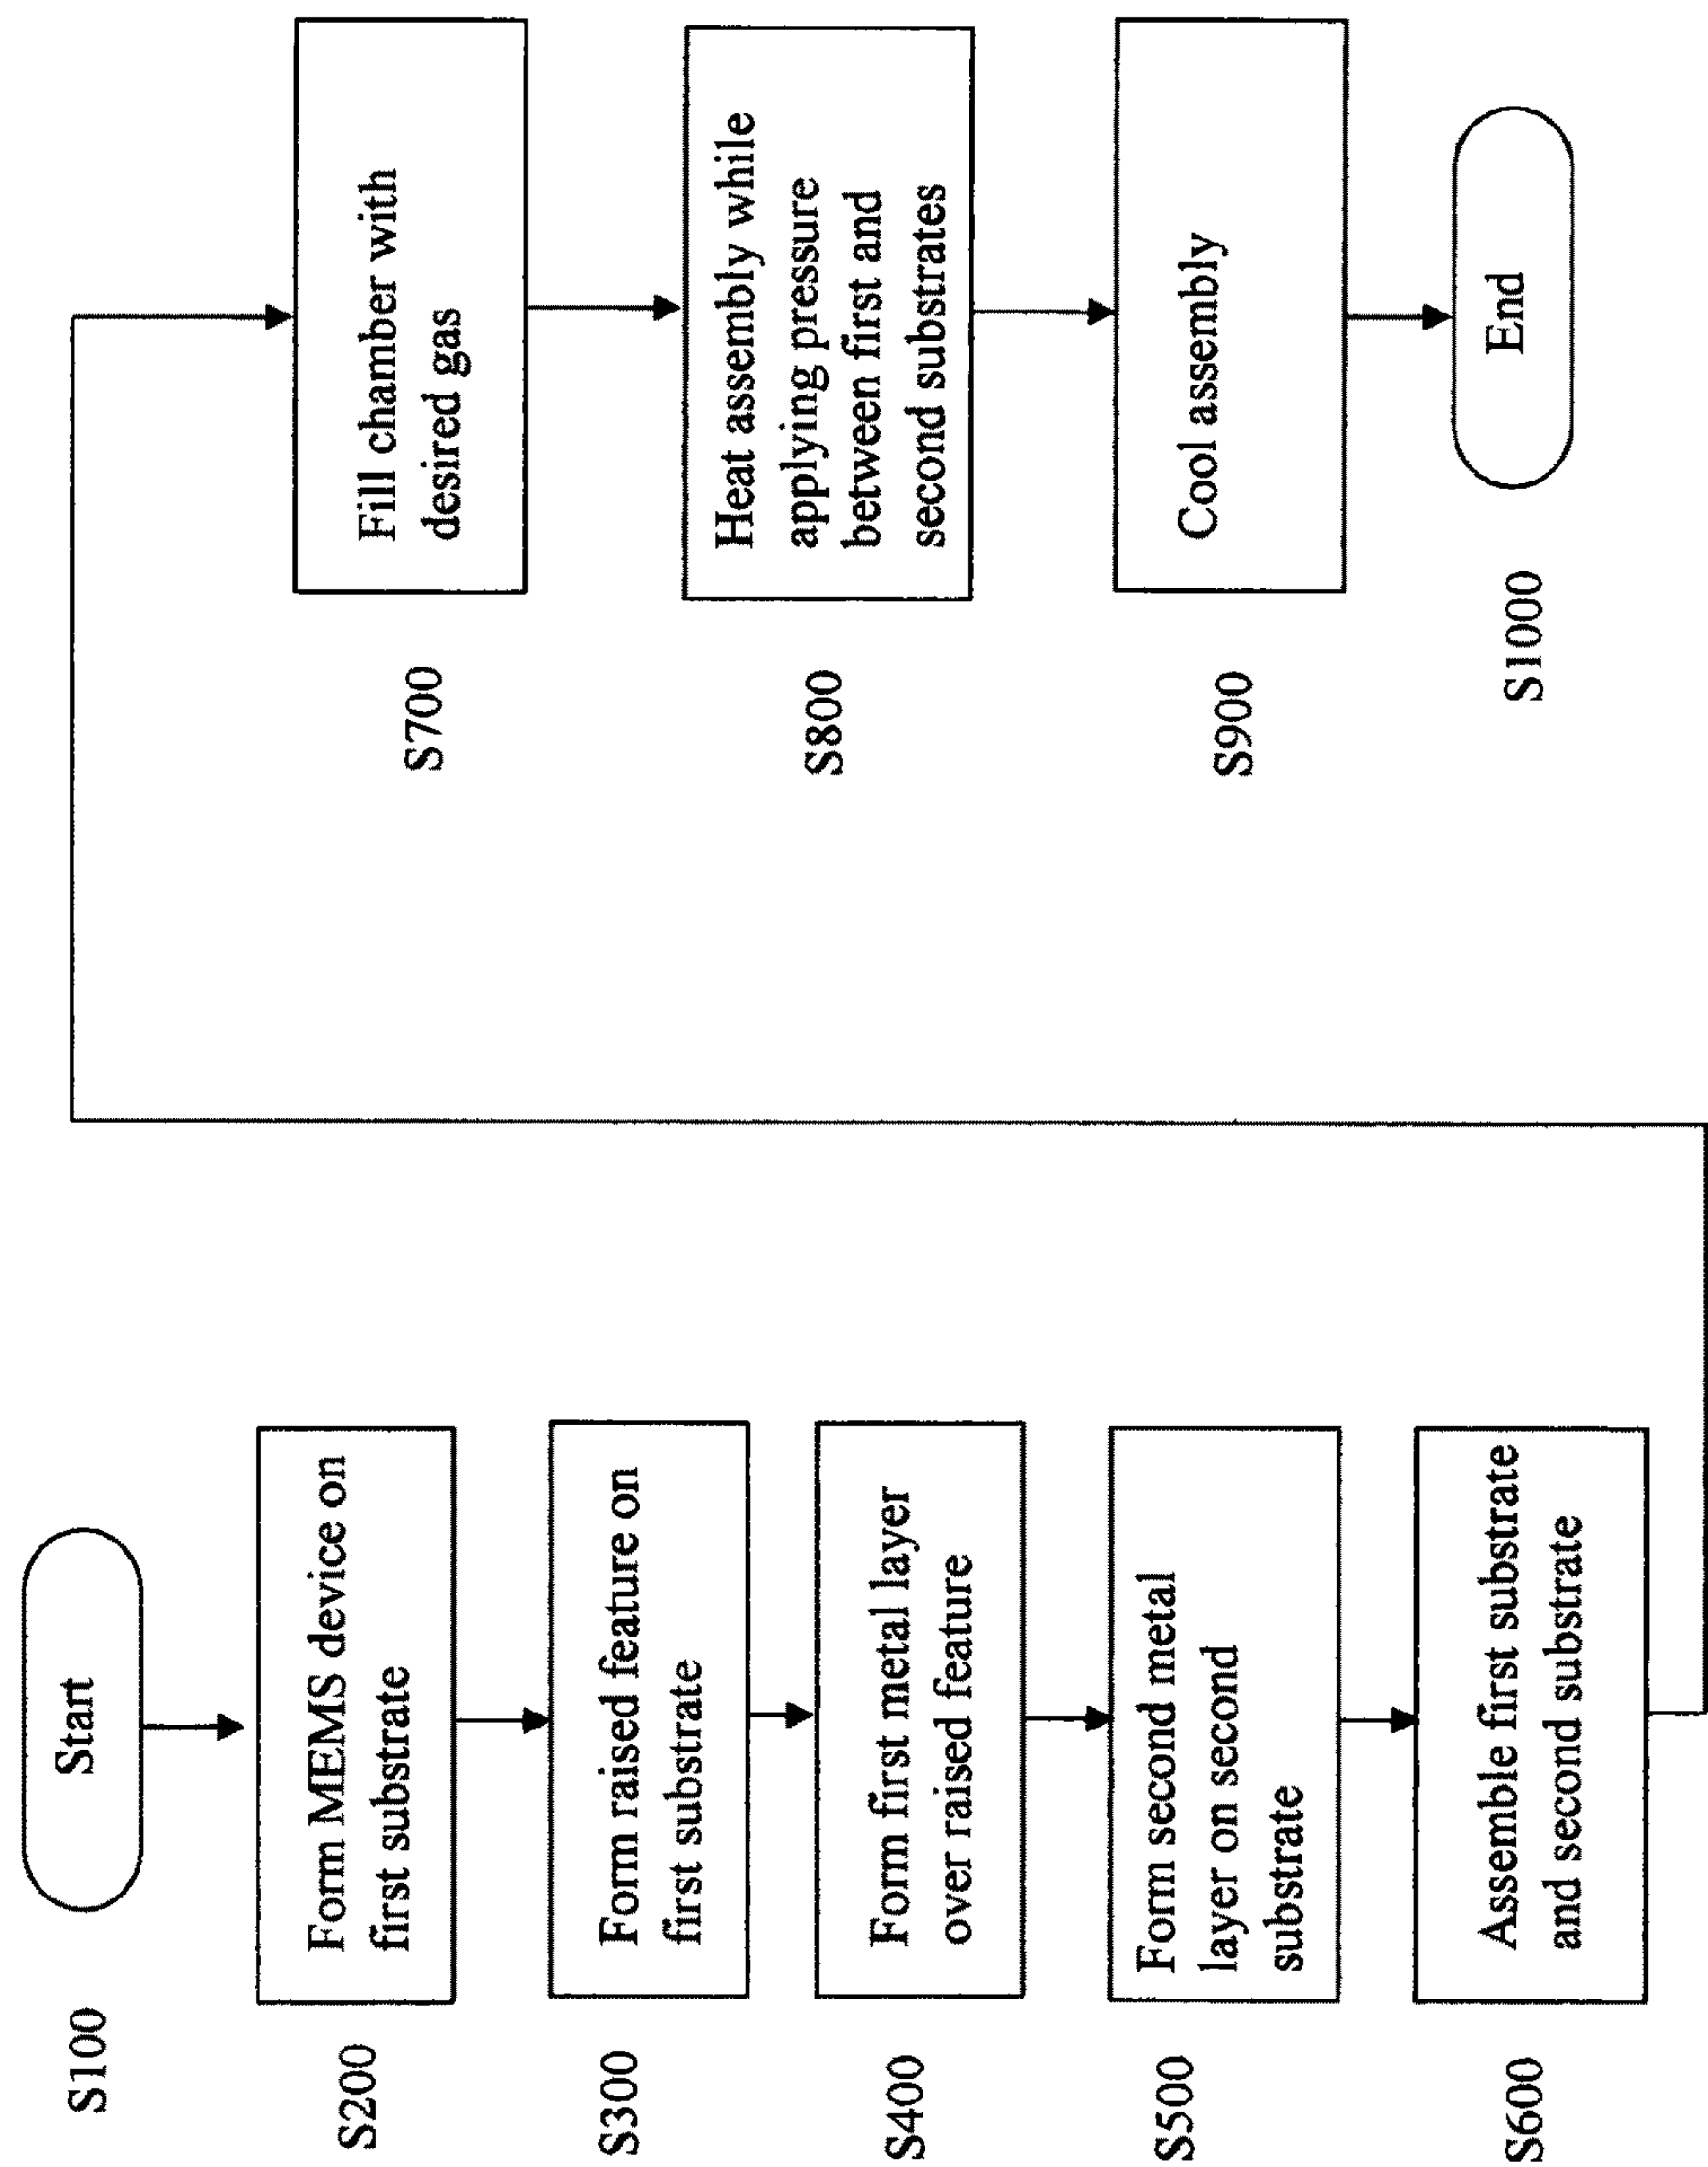 S100
Start
S200
Form MEMS device on
first substrate
S300
Form raised feature on
first substrate
S400
Form first metal layer
over raised feature
S500
Form second metal
layer on second
substrate
S600
Assemble first substrate
and second substrate
S700
Fill chamber with
desired gas
S800
Heat assembly while
applying pressure
between first and
second substrates
S900
Cool assembly
S1000
End